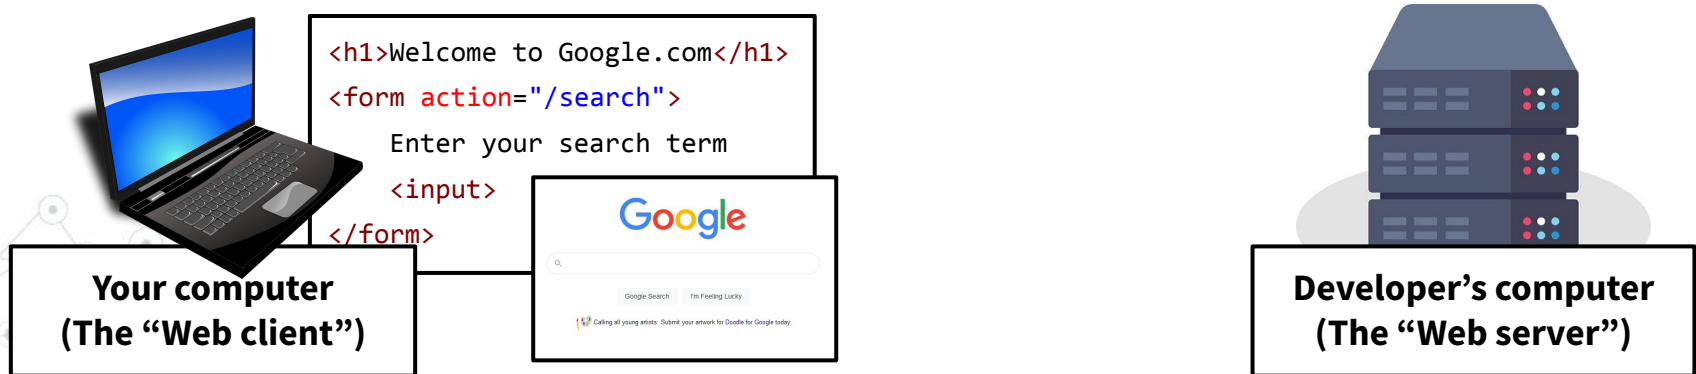 <h1>Welcome to Google.com</h1>
<form action="/search">
Enter your search term
<input>
</form>
Google
Google Search I'm Feeling Lucky
Calling all young artists: Submit your artwork for Doodle for Google today
Your computer
(The “Web client”)
Developer’s computer
(The “Web server”)